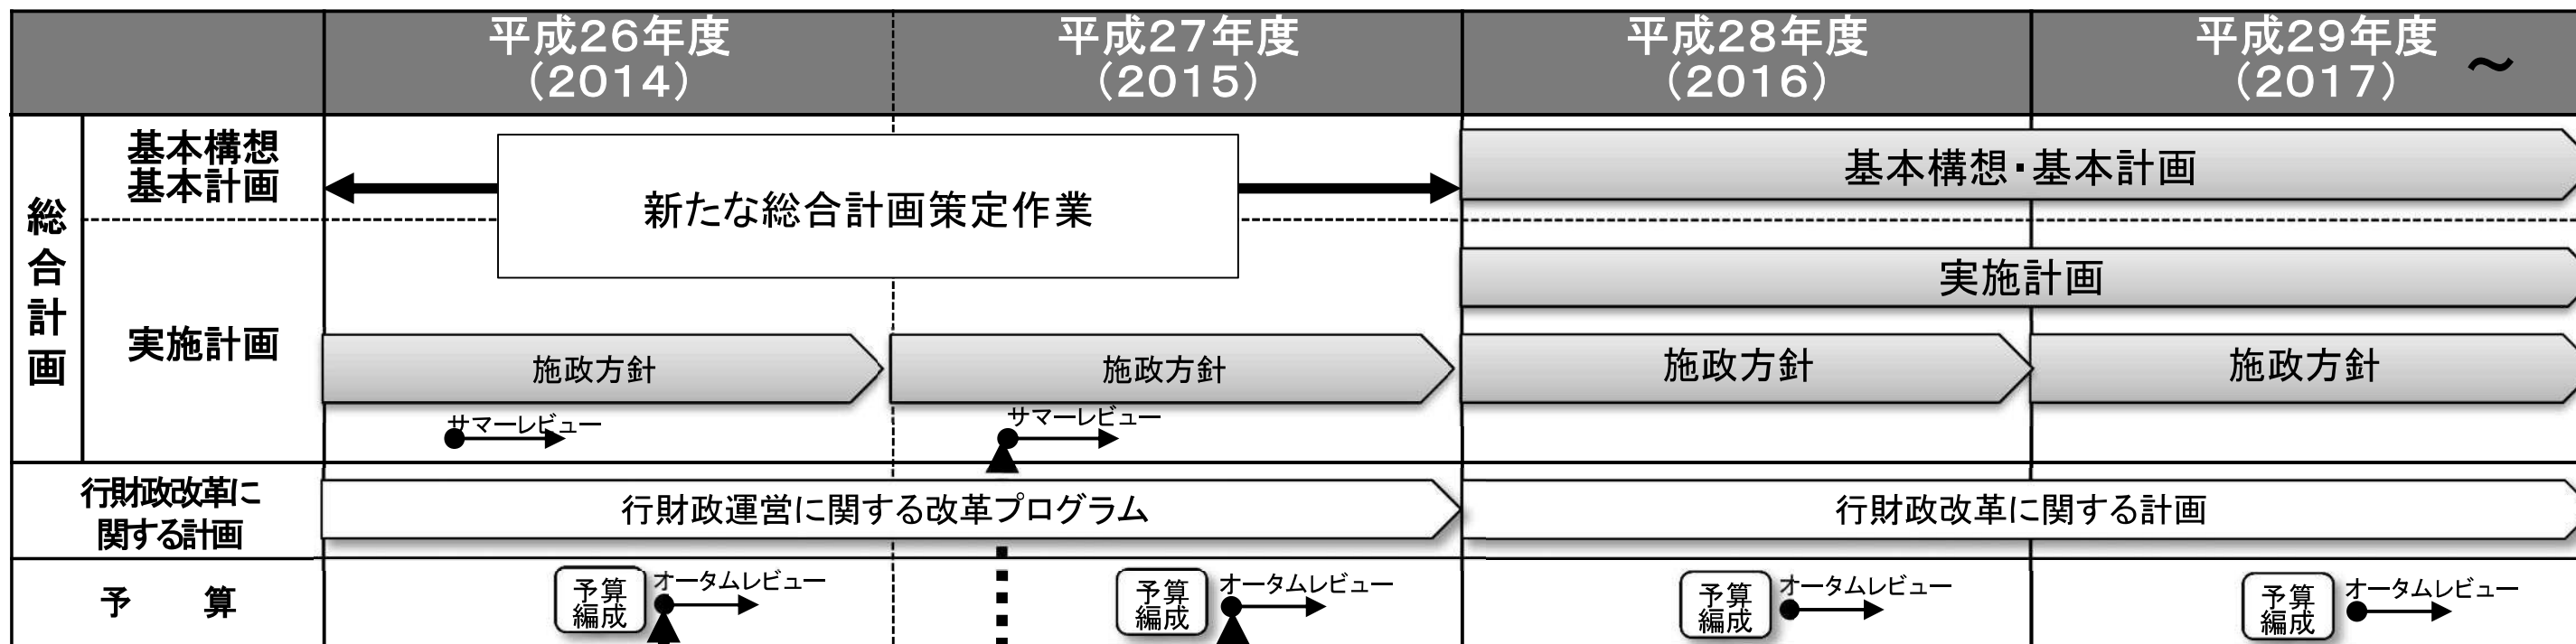 平成26年度
（2014）
平成27年度
（2015）
平成28年度
（2016）
平成29年度
（2017）
～
総合計画
基本構想
基本計画
新たな総合計画策定作業
基本構想・基本計画
実施計画
実施計画
施政方針
施政方針
施政方針
施政方針
サマーレビュー
サマーレビュー
行財政改革に
関する計画
行財政運営に関する改革プログラム
行財政改革に関する計画
予　算
予算
編成
オータムレビュー
予算
編成
オータムレビュー
予算
編成
オータムレビュー
予算
編成
オータムレビュー